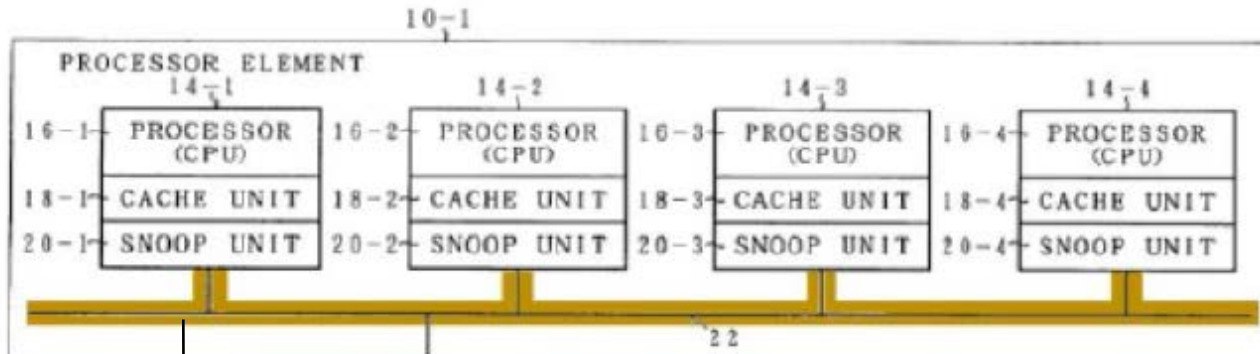 10-1
PROCESSOR ELEMENT
14-1 14-2 14-3 14-4
16-1 PROCESSOR (CPU) 16-2 PROCESSOR (CPU) 16-3 PROCESSOR (CPU) 16-4 PROCESSOR (CPU)
18-1 CACHE UNIT 18-2 CACHE UNIT 18-3 CACHE UNIT 18-4 CACHE UNIT
20-1 SNOOP UNIT 20-2 SNOOP UNIT 20-3 SNOOP UNIT 20-4 SNOOP UNIT
22